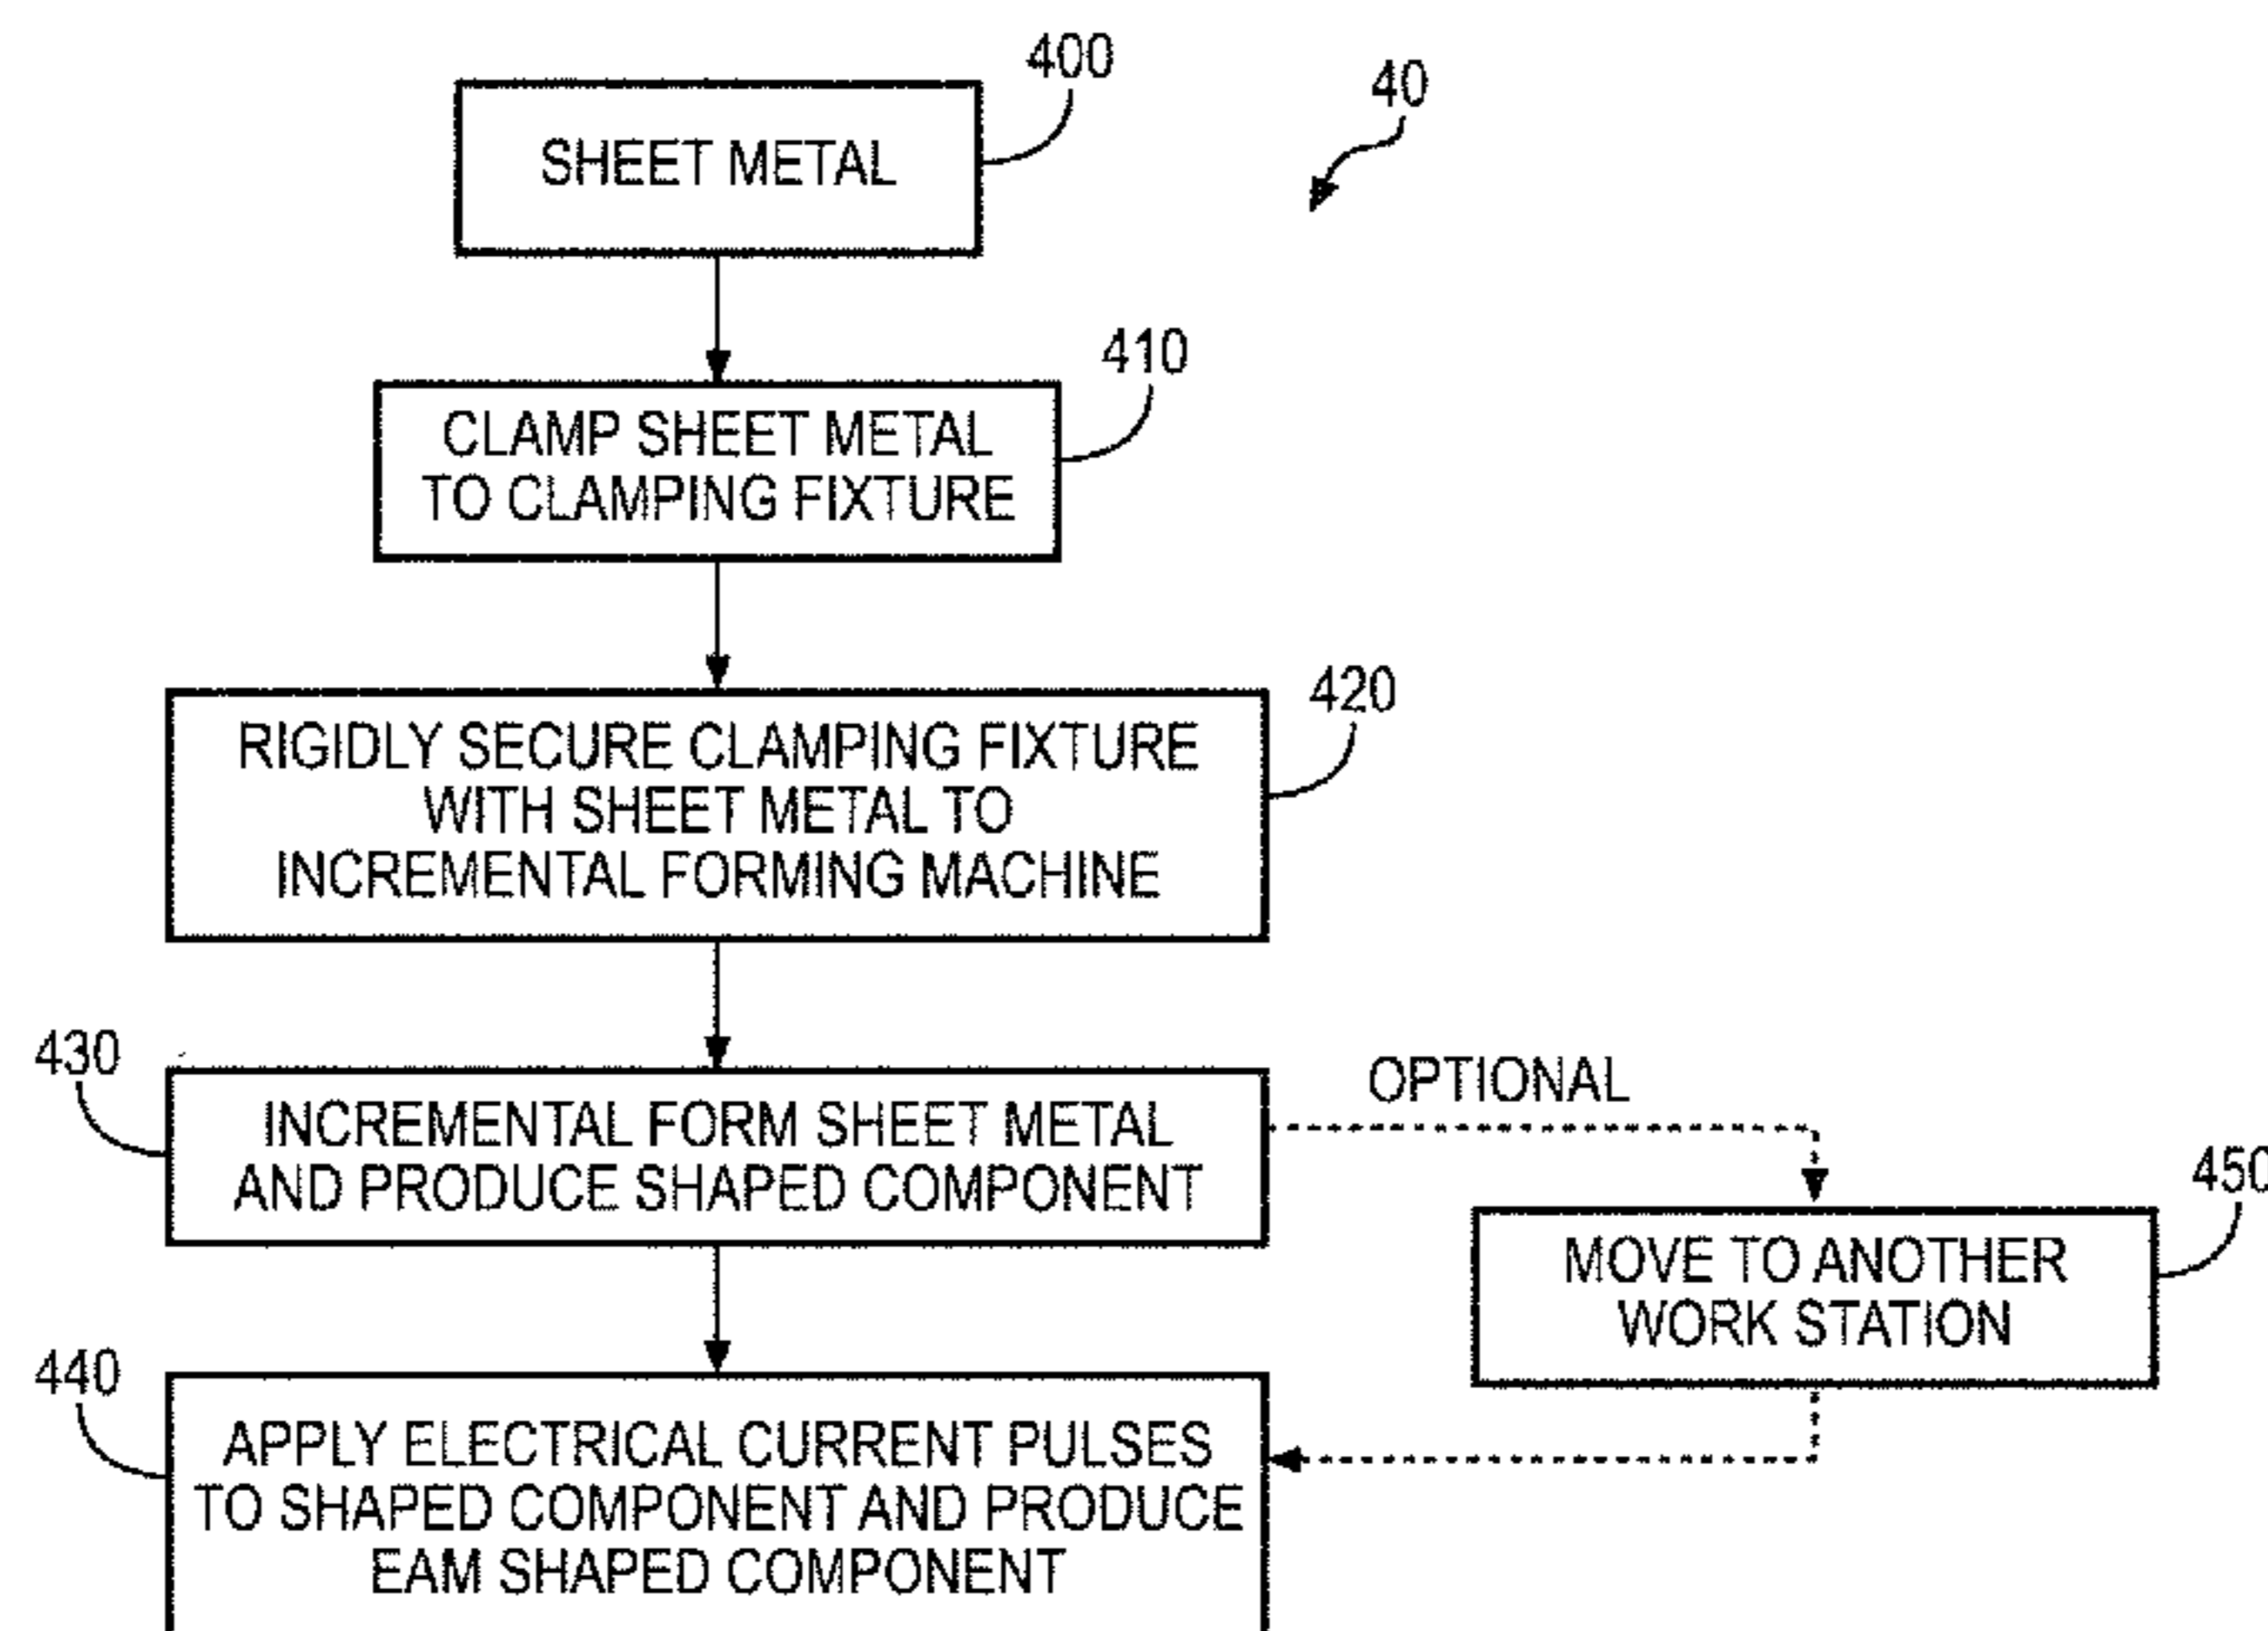 400
40
SHEET METAL
410
CLAMP SHEET METAL
TO CLAMPING FIXTURE
420
RIGIDLY SECURE CLAMPING FIXTURE
WITH SHEET METAL TO
INCREMENTAL FORMING MACHINE
430
INCREMENTAL FORM SHEET METAL
AND PRODUCE SHAPED COMPONENT
OPTIONAL
450
MOVE TO ANOTHER
WORK STATION
440
APPLY ELECTRICAL CURRENT PULSES
TO SHAPED COMPONENT AND PRODUCE
EAM SHAPED COMPONENT